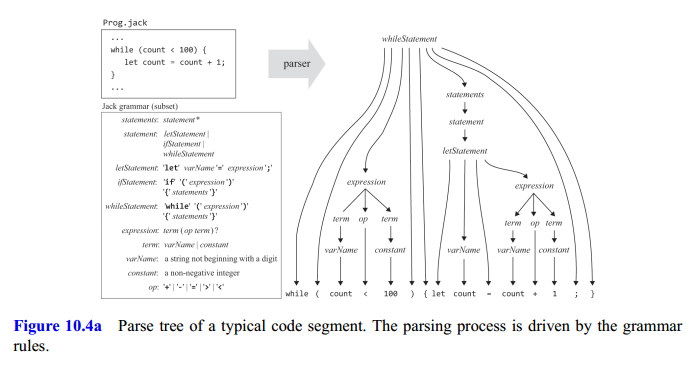 Prog.jack
...
while (count < 100) {
let count = count + 1;
}
...
parser
Jack grammar (subset)
statements: statement*
statement: letStatement |
ifStatement |
whileStatement
letStatement: 'let' varName '=' expression ';'
ifStatement: 'if' '(' expression ')'
'{' statements '}'
whileStatement: 'while' '(' expression ')'
'{' statements '}'
expression: term (op term)?
term: varName | constant
varName: a string not beginning with a digit
constant: a non-negative integer
op: '+' | '-' | '=' | '>' | '<'
whileStatement
statements
statement
letStatement
expression expression
term op term term op term
varName constant varName varName constant
while ( count < 100 ) { let count = count + 1 ; }
Figure 10.4a Parse tree of a typical code segment. The parsing process is driven by the grammar
rules.